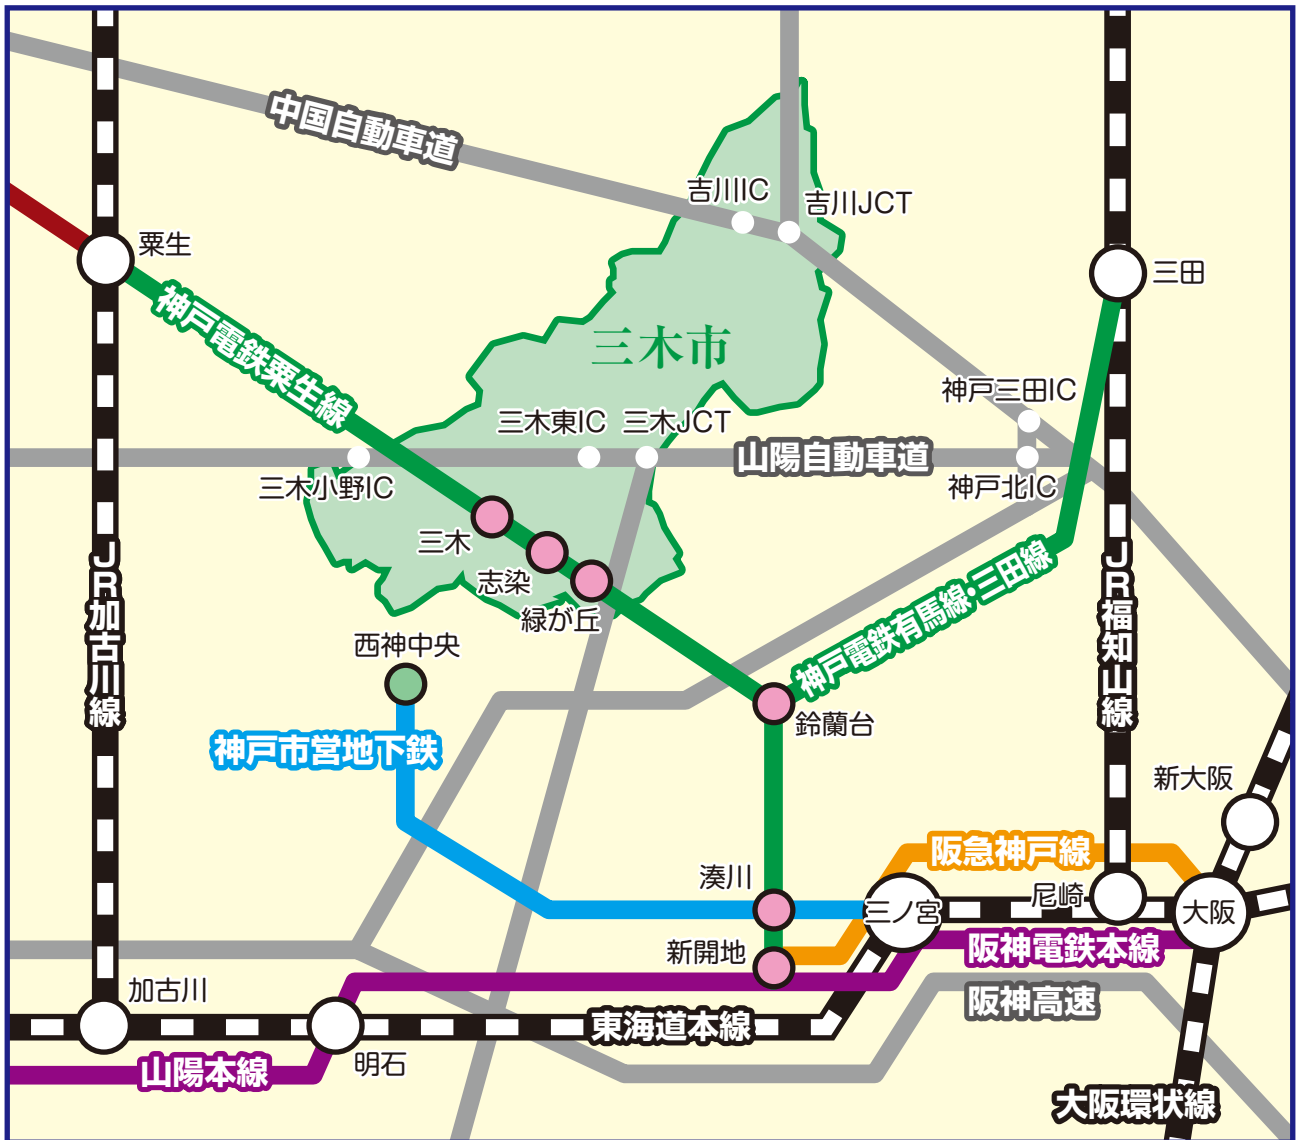 中国自動車道
吉川IC
吉川JCT
粟生
三田
神戸電鉄粟生線
三木市
神戸三田IC
三木東IC
三木JCT
山陽自動車道
三木小野IC
神戸北IC
三木
志染
緑が丘
JR加古川線
JR福知山線
神戸電鉄有馬線・三田線
西神中央
鈴蘭台
神戸市営地下鉄
新大阪
阪急神戸線
湊川
三ノ宮
尼崎
大阪
新開地
阪神電鉄本線
加古川
阪神高速
東海道本線
明石
山陽本線
大阪環状線